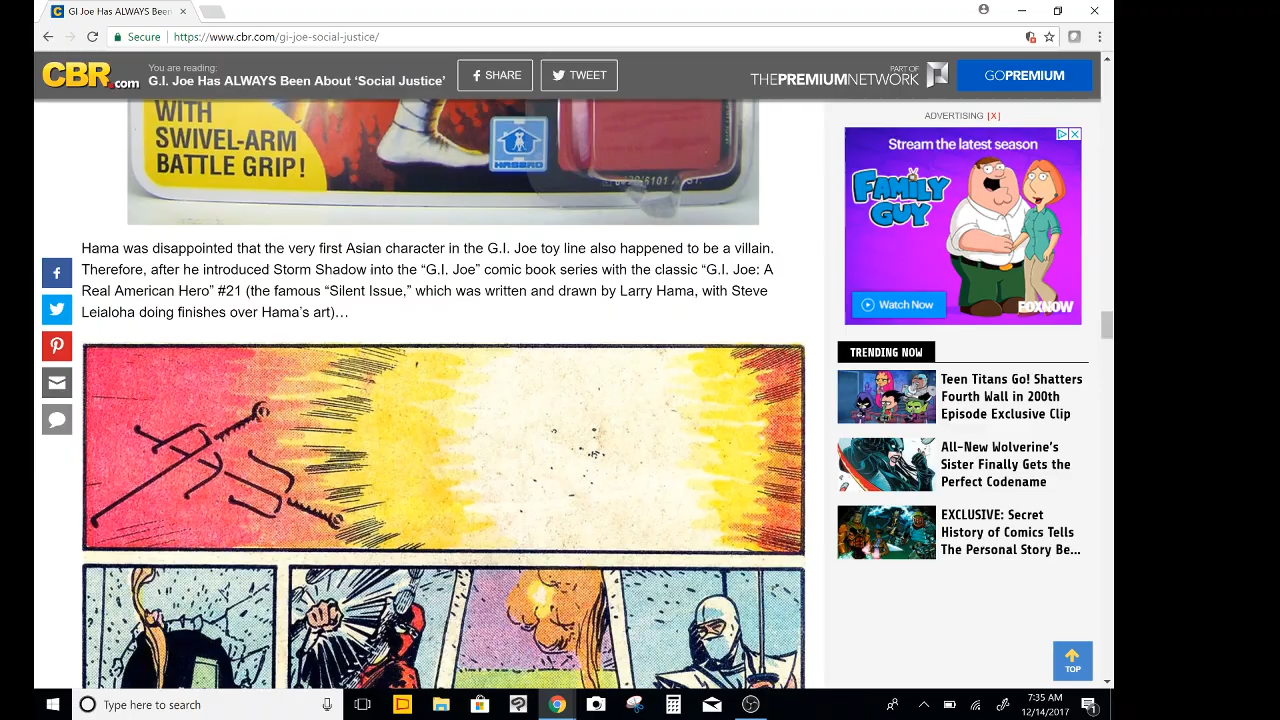 GI Joe Has ALWAYS Been
Secure
https://www.cbr.com/gi-joe-social-justice/
CBR.com
You are reading:
G.I. Joe Has ALWAYS Been About ‘Social Justice’
SHARE
TWEET
THEPREMIUMNETWORK
PART OF
GOPREMIUM
WITH
SWIVEL-ARM
BATTLE GRIP!
HASBRO
Hama was disappointed that the very first Asian character in the G.I. Joe toy line also happened to be a villain.
Therefore, after he introduced Storm Shadow into the “G.I. Joe” comic book series with the classic “G.I. Joe: A
Real American Hero” #21 (the famous “Silent Issue,” which was written and drawn by Larry Hama, with Steve
Leialoha doing finishes over Hama’s art)…
ADVERTISING [X]
Stream the latest season
FAMILY
GUY
Watch Now
FOXNOW
TRENDING NOW
Teen Titans Go! Shatters
Fourth Wall in 200th
Episode Exclusive Clip
All-New Wolverine’s
Sister Finally Gets the
Perfect Codename
EXCLUSIVE: Secret
History of Comics Tells
The Personal Story Be...
TOP
Type here to search
7:35 AM
12/14/2017
1